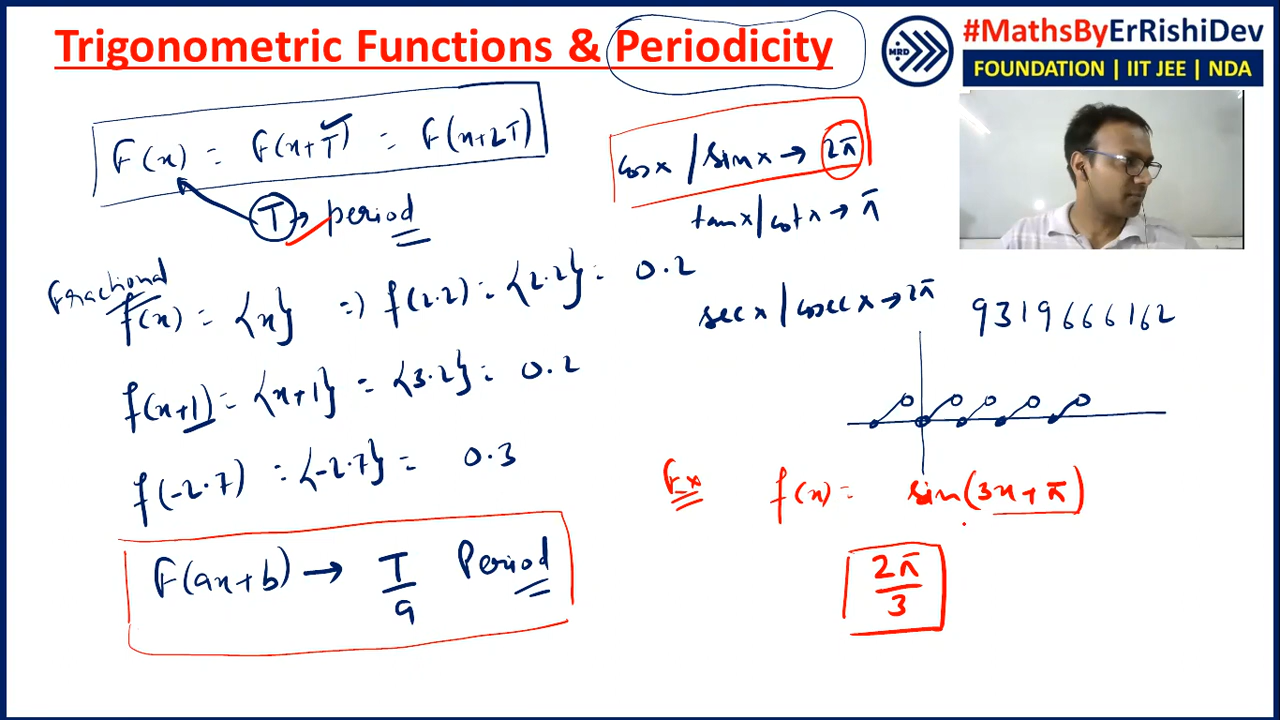 Trigonometric Functions & Periodicity
#MathsByErRishiDev
MRD
FOUNDATION | IIT JEE | NDA
F(x) = F(x+T) = F(x+2T)
T → period
cosx / sinx → 2π
tanx / cotx → π
secx / cosecx → 2π
9319666162
Fractional
f(x) = {x} => f(2.2) = {2.2} = 0.2
f(x+1) = {x+1} = {3.2} = 0.2
f(-2.7) = {-2.7} = 0.3
F(ax+b) → T/a Period
Ex f(x) = sin(3x+π)
2π/3